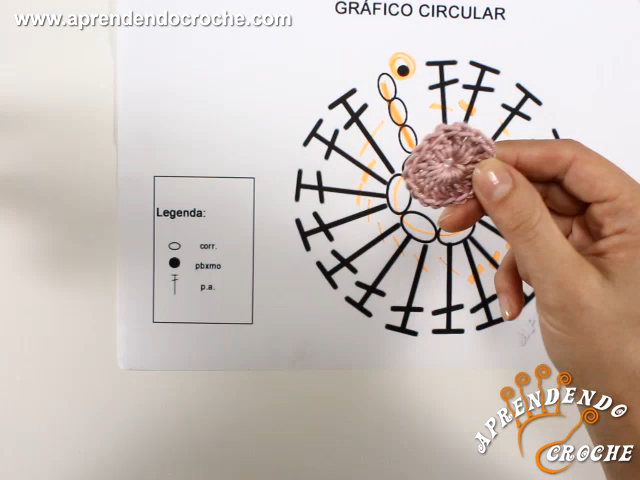 www.aprendendocroche.com
GRÁFICO CIRCULAR
Legenda:
corr.
pbxmo
p.a.
APRENDENDO
CROCHE